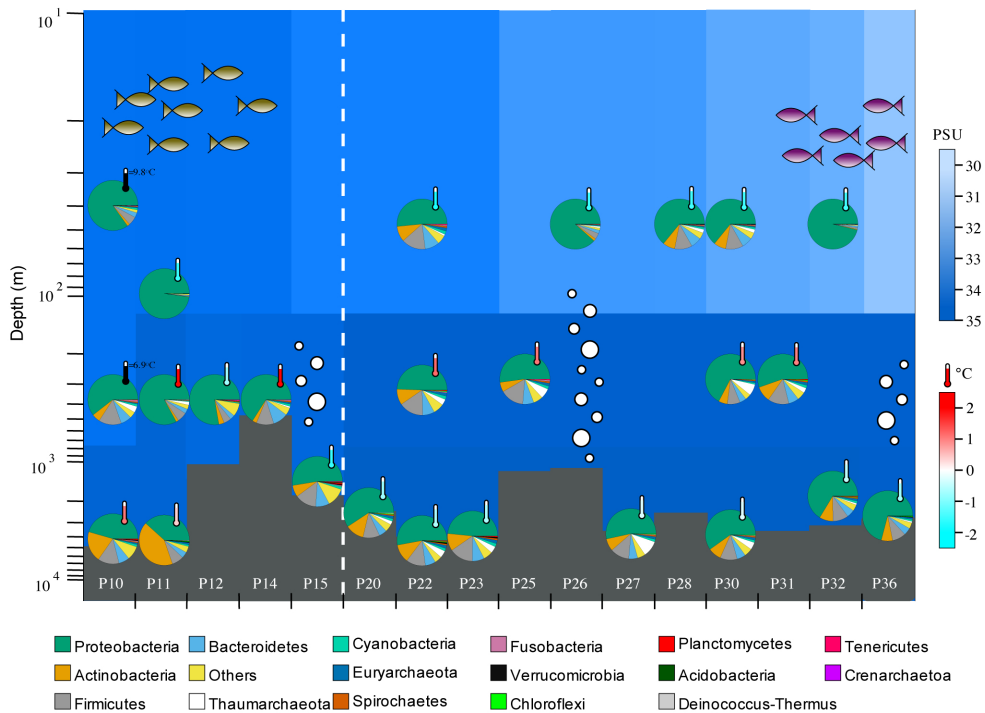 10¹
=9.8°C
PSU
30
31
32
33
34
35
10²
Depth (m)
=6.9°C
°C
2
1
0
-1
-2
10³
10⁴
P10 P11 P12 P14 P15 P20 P22 P23 P25 P26 P27 P28 P30 P31 P32 P36
Proteobacteria Bacteroidetes Cyanobacteria Fusobacteria Planctomycetes Tenericutes
Actinobacteria Others Euryarchaeota Verrucomicrobia Acidobacteria Crenarchaetoa
Firmicutes Thaumarchaeota Spirochaetes Chloroflexi Deinococcus-Thermus